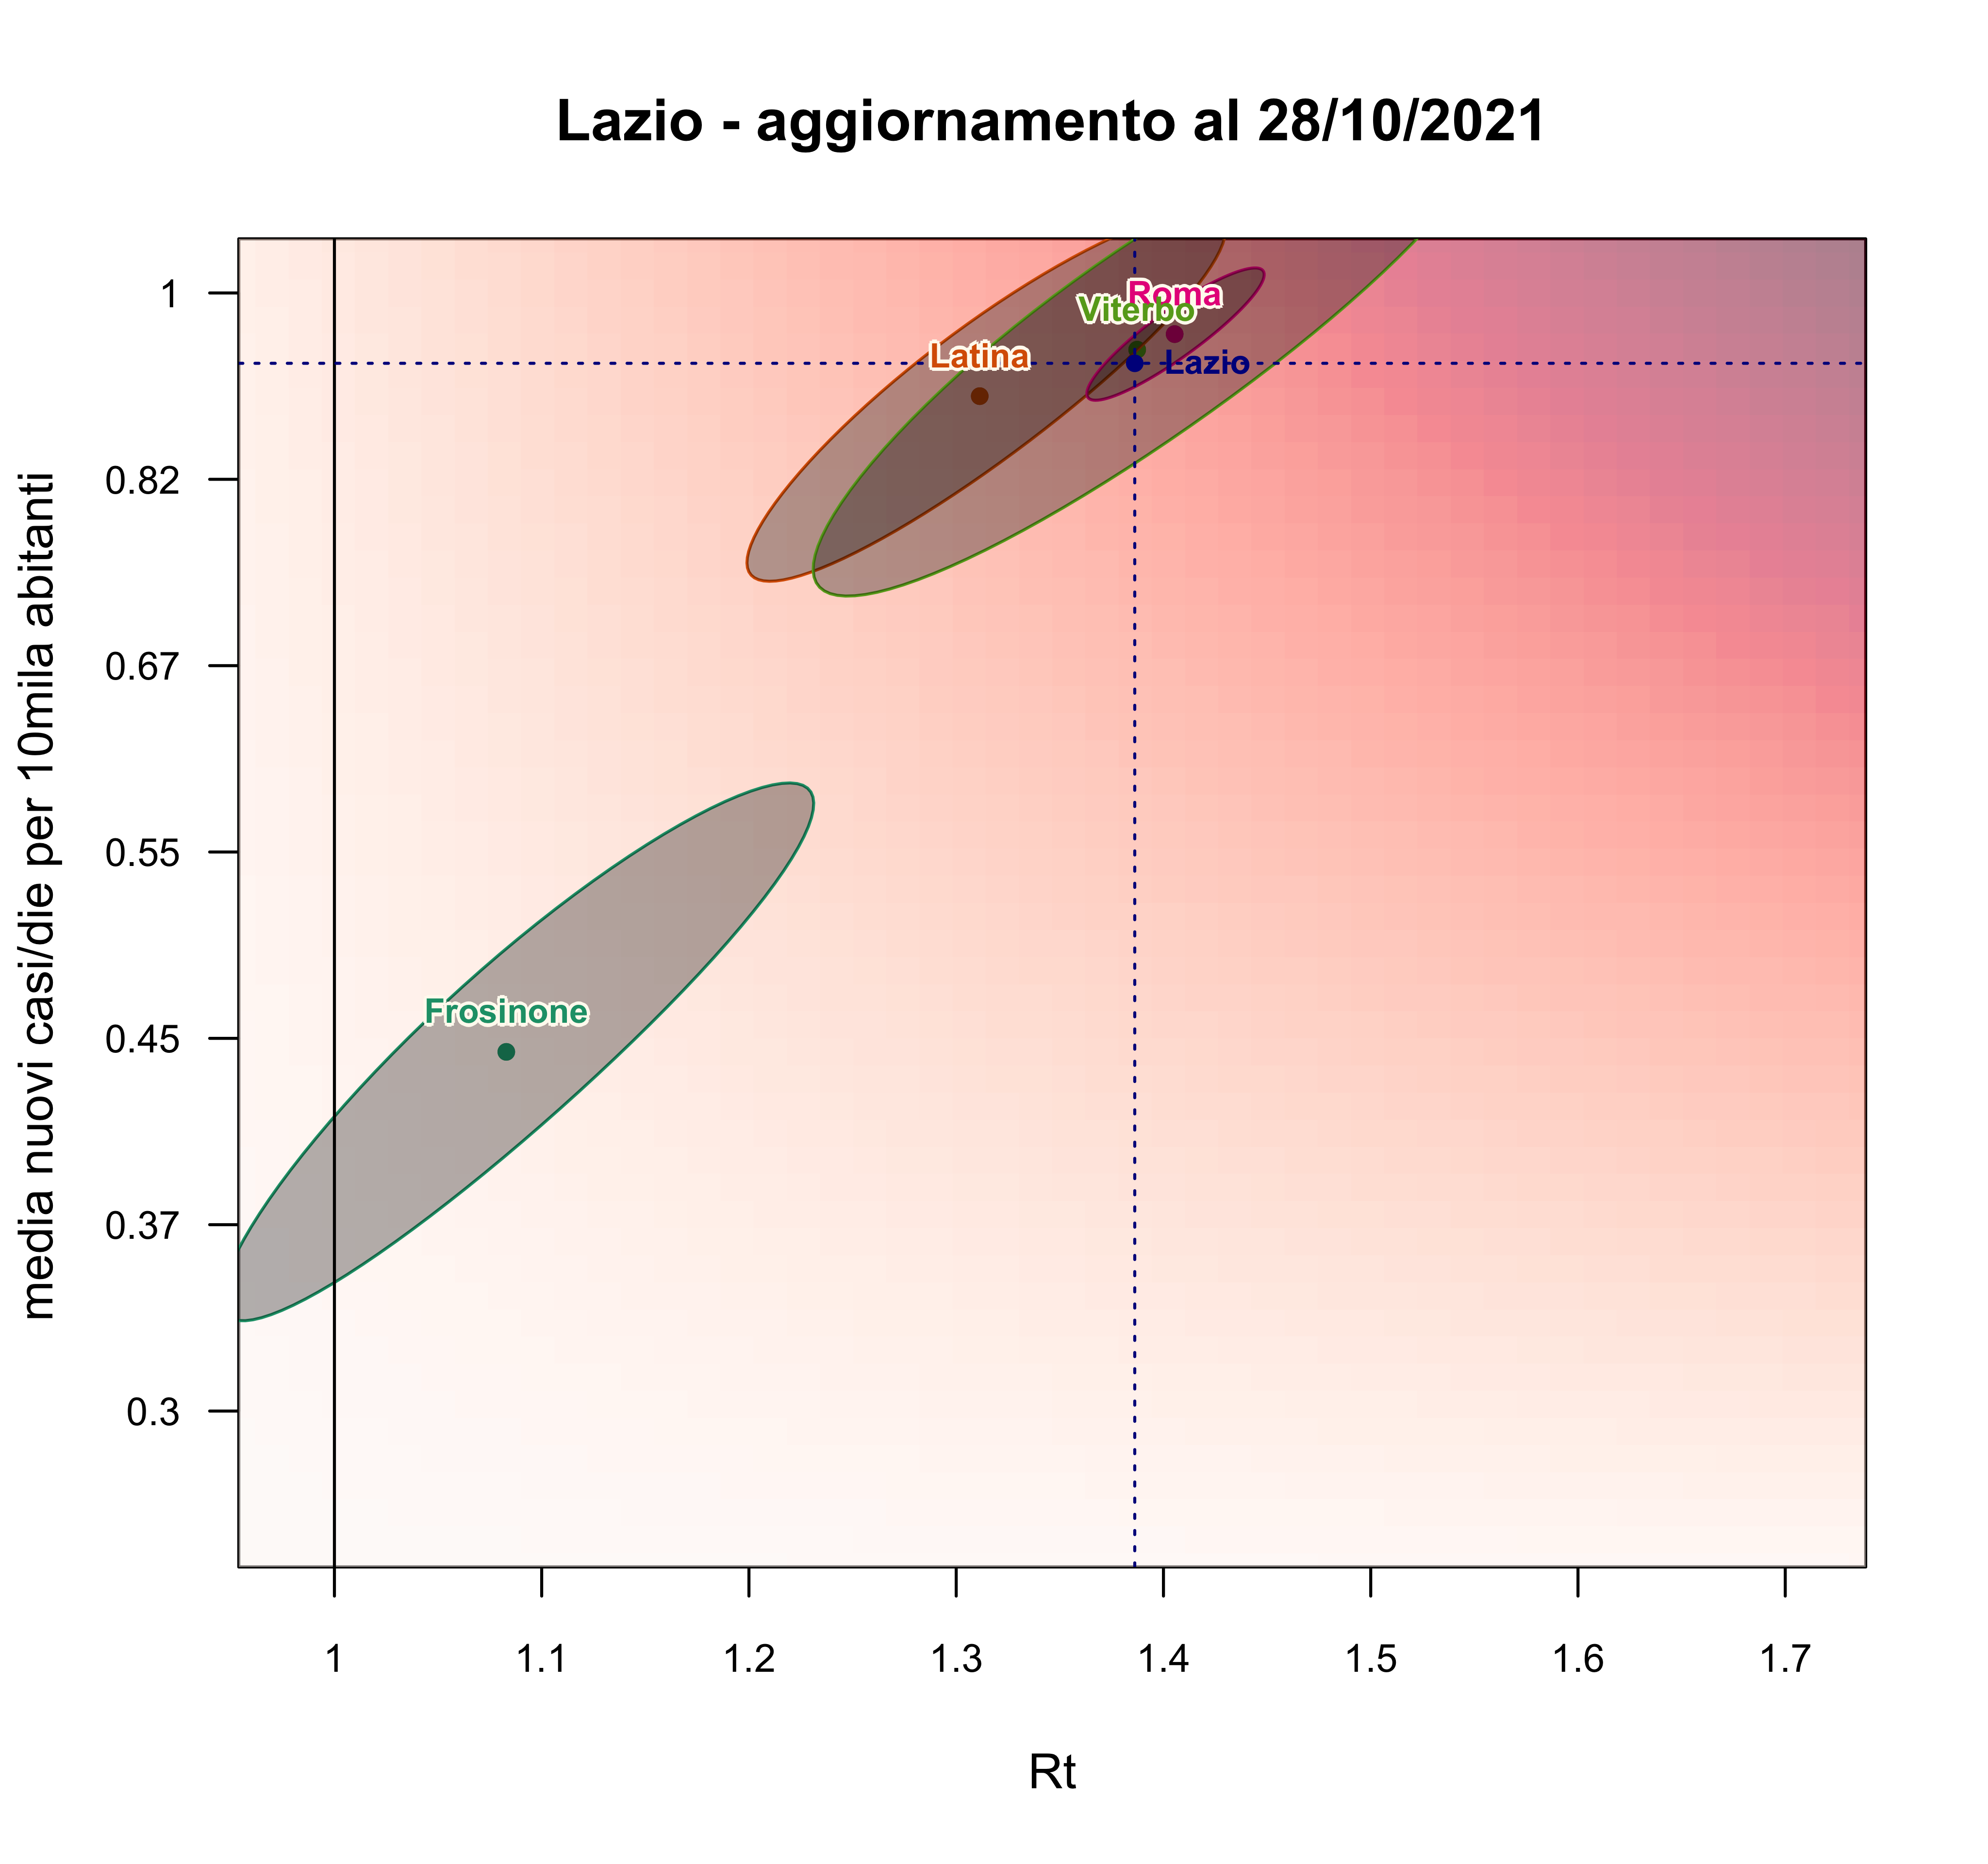 Lazio - aggiornamento al 28/10/2021
media nuovi casi/die per 10mila abitanti
1
0.82
0.67
0.55
0.45
0.37
0.3
Roma
Viterbo
Latina
Lazio
Frosinone
1 1.1 1.2 1.3 1.4 1.5 1.6 1.7
Rt